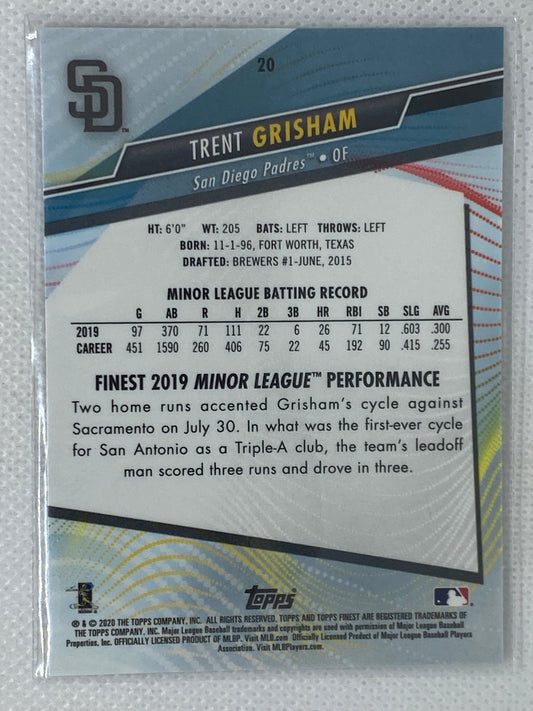 20
SD™
TRENT GRISHAM
San Diego Padres™ • OF
HT: 6'0" WT: 205 BATS: LEFT THROWS: LEFT
BORN: 11-1-96, FORT WORTH, TEXAS
DRAFTED: BREWERS #1-JUNE, 2015
MINOR LEAGUE BATTING RECORD
G AB R H 2B 3B HR RBI SB SLG AVG
2019 97 370 71 111 22 6 26 71 12 .603 .300
CAREER 451 1590 260 406 75 22 45 192 90 .415 .255
FINEST 2019 MINOR LEAGUE™ PERFORMANCE
Two home runs accented Grisham's cycle against
Sacramento on July 30. In what was the first-ever cycle
for San Antonio as a Triple-A club, the team's leadoff
man scored three runs and drove in three.
Topps
® & © 2020 THE TOPPS COMPANY, INC. ALL RIGHTS RESERVED. TOPPS AND TOPPS FINEST ARE REGISTERED TRADEMARKS OF
THE TOPPS COMPANY, INC. Major League Baseball trademarks and copyrights are used with permission of Major League Baseball
Properties, Inc. OFFICIALLY LICENSED PRODUCT OF MLBP. Visit MLB.com Officially Licensed Product of Major League Baseball Players
Association. Visit MLBPlayers.com.